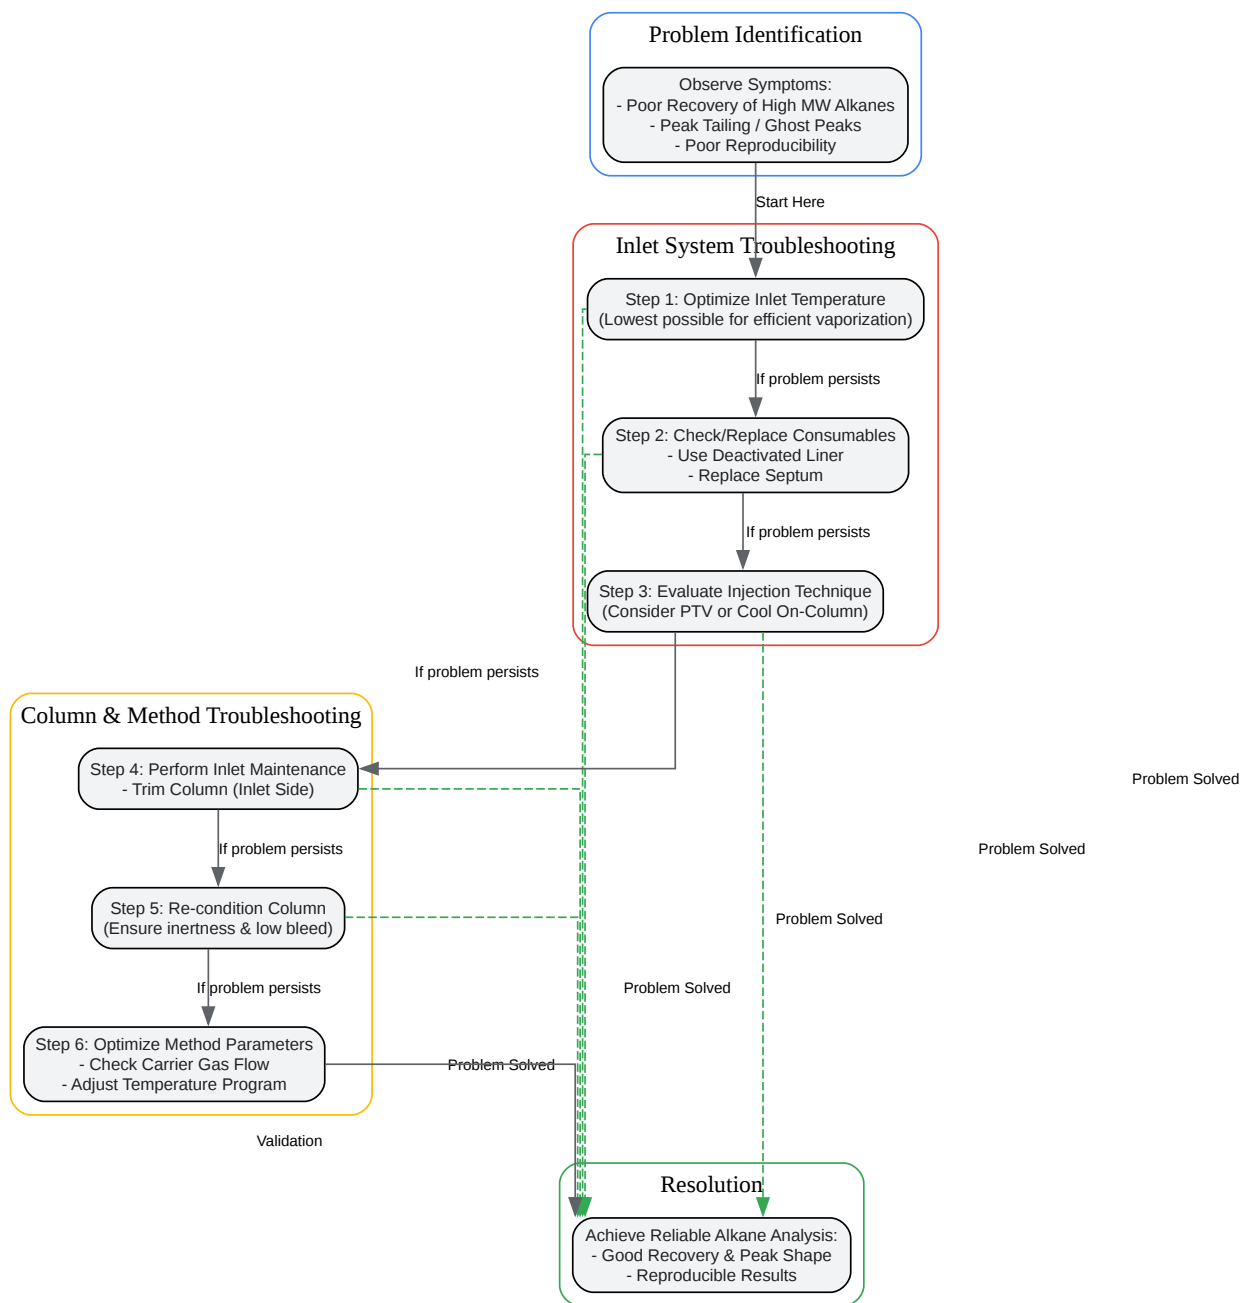 Problem Identification
Observe Symptoms:
- Poor Recovery of High MW Alkanes
- Peak Tailing / Ghost Peaks
- Poor Reproducibility
Start Here
Inlet System Troubleshooting
Step 1: Optimize Inlet Temperature
(Lowest possible for efficient vaporization)
If problem persists
Step 2: Check/Replace Consumables
- Use Deactivated Liner
- Replace Septum
If problem persists
Step 3: Evaluate Injection Technique
(Consider PTV or Cool On-Column)
If problem persists
Column & Method Troubleshooting
Step 4: Perform Inlet Maintenance
- Trim Column (Inlet Side)
Problem Solved
If problem persists
Problem Solved
Step 5: Re-condition Column
(Ensure inertness & low bleed)
Problem Solved
If problem persists
Problem Solved
Step 6: Optimize Method Parameters
- Check Carrier Gas Flow
- Adjust Temperature Program
Problem Solved
Validation
Resolution
Achieve Reliable Alkane Analysis:
- Good Recovery & Peak Shape
- Reproducible Results